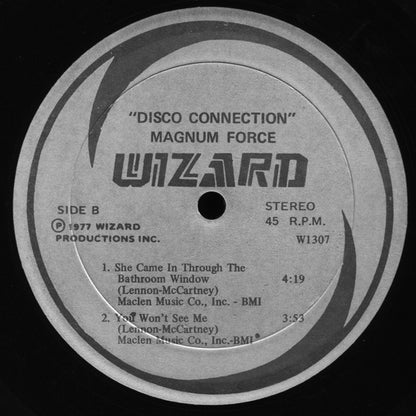 "DISCO CONNECTION"
MAGNUM FORCE
WIZARD
SIDE B
Ⓟ 1977 WIZARD
PRODUCTIONS INC.
STEREO
45 R.P.M.
W1307
1. She Came In Through The
Bathroom Window 4:19
(Lennon-McCartney)
Maclen Music Co., Inc. - BMI
2. You Won't See Me 3:53
(Lennon-McCartney)
Maclen Music Co., Inc.-BMI